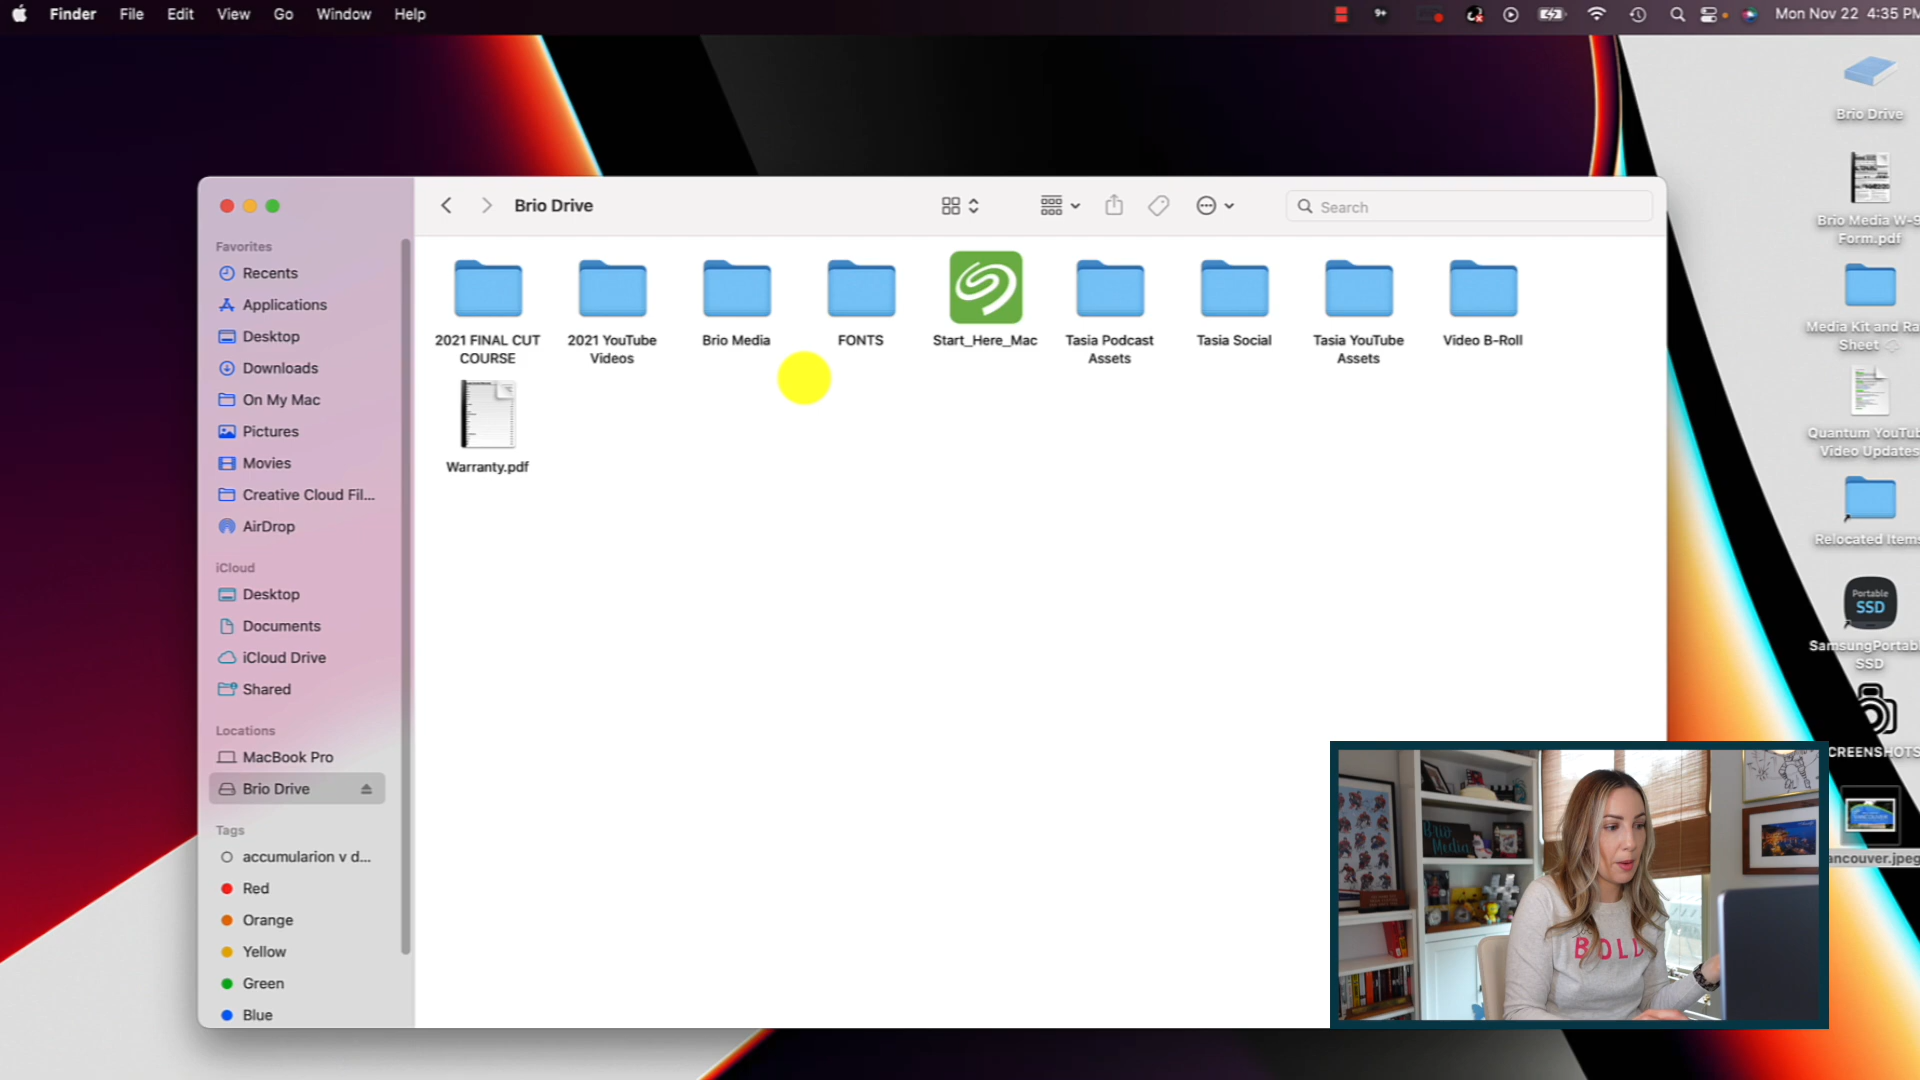 Finder File Edit View Go Window Help
9+
Mon Nov 22 4:35 PM
Brio Drive
Search
Favorites
Recents
Applications
Desktop
Downloads
On My Mac
Pictures
Movies
Creative Cloud Fil...
AirDrop
iCloud
Desktop
Documents
iCloud Drive
Shared
Locations
MacBook Pro
Brio Drive
Tags
accumularion v d...
Red
Orange
Yellow
Green
Blue
2021 FINAL CUT
COURSE
2021 YouTube
Videos
Brio Media
FONTS
Start_Here_Mac
Tasia Podcast
Assets
Tasia Social
Tasia YouTube
Assets
Video B-Roll
Warranty.pdf
Brio Drive
Brio Media W-9
Form.pdf
Media Kit and Ra
Sheet
Quantum YouTub
Video Updates
Relocated Items
Portable
SSD
SamsungPortabl
SSD
CREENSHOTS
ancouver.jpeg
Brio
Media
BOLD